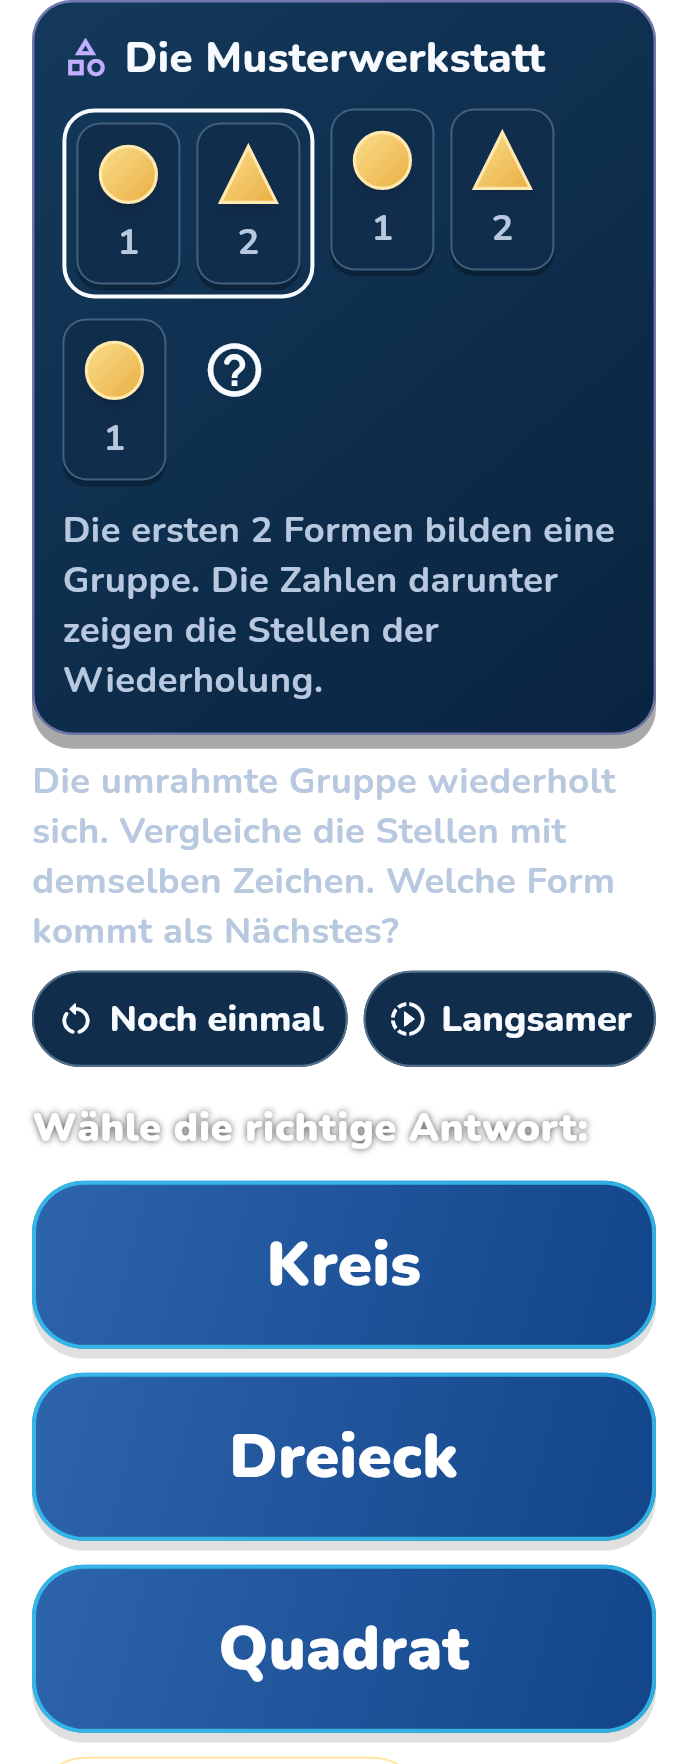 Die Musterwerkstatt
1 2 1 2
1 ?
Die ersten 2 Formen bilden eine
Gruppe. Die Zahlen darunter
zeigen die Stellen der
Wiederholung.
Die umrahmte Gruppe wiederholt
sich. Vergleiche die Stellen mit
demselben Zeichen. Welche Form
kommt als Nächstes?
Noch einmal Langsamer
Wähle die richtige Antwort:
Kreis
Dreieck
Quadrat